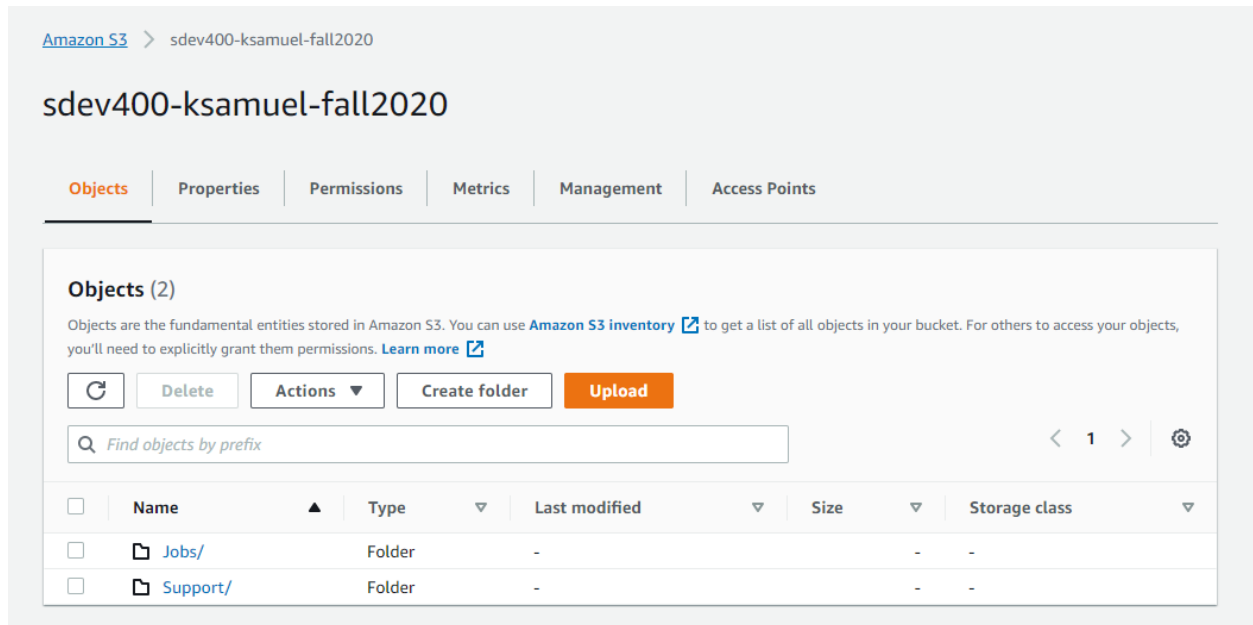 Amazon S3 > sdev400-ksamuel-fall2020
sdev400-ksamuel-fall2020
Objects Properties Permissions Metrics Management Access Points
Objects (2)
Objects are the fundamental entities stored in Amazon S3. You can use Amazon S3 inventory to get a list of all objects in your bucket. For others to access your objects,
you'll need to explicitly grant them permissions. Learn more
Delete Actions Create folder Upload
Find objects by prefix
1
Name Type Last modified Size Storage class
Jobs/ Folder - - -
Support/ Folder - - -